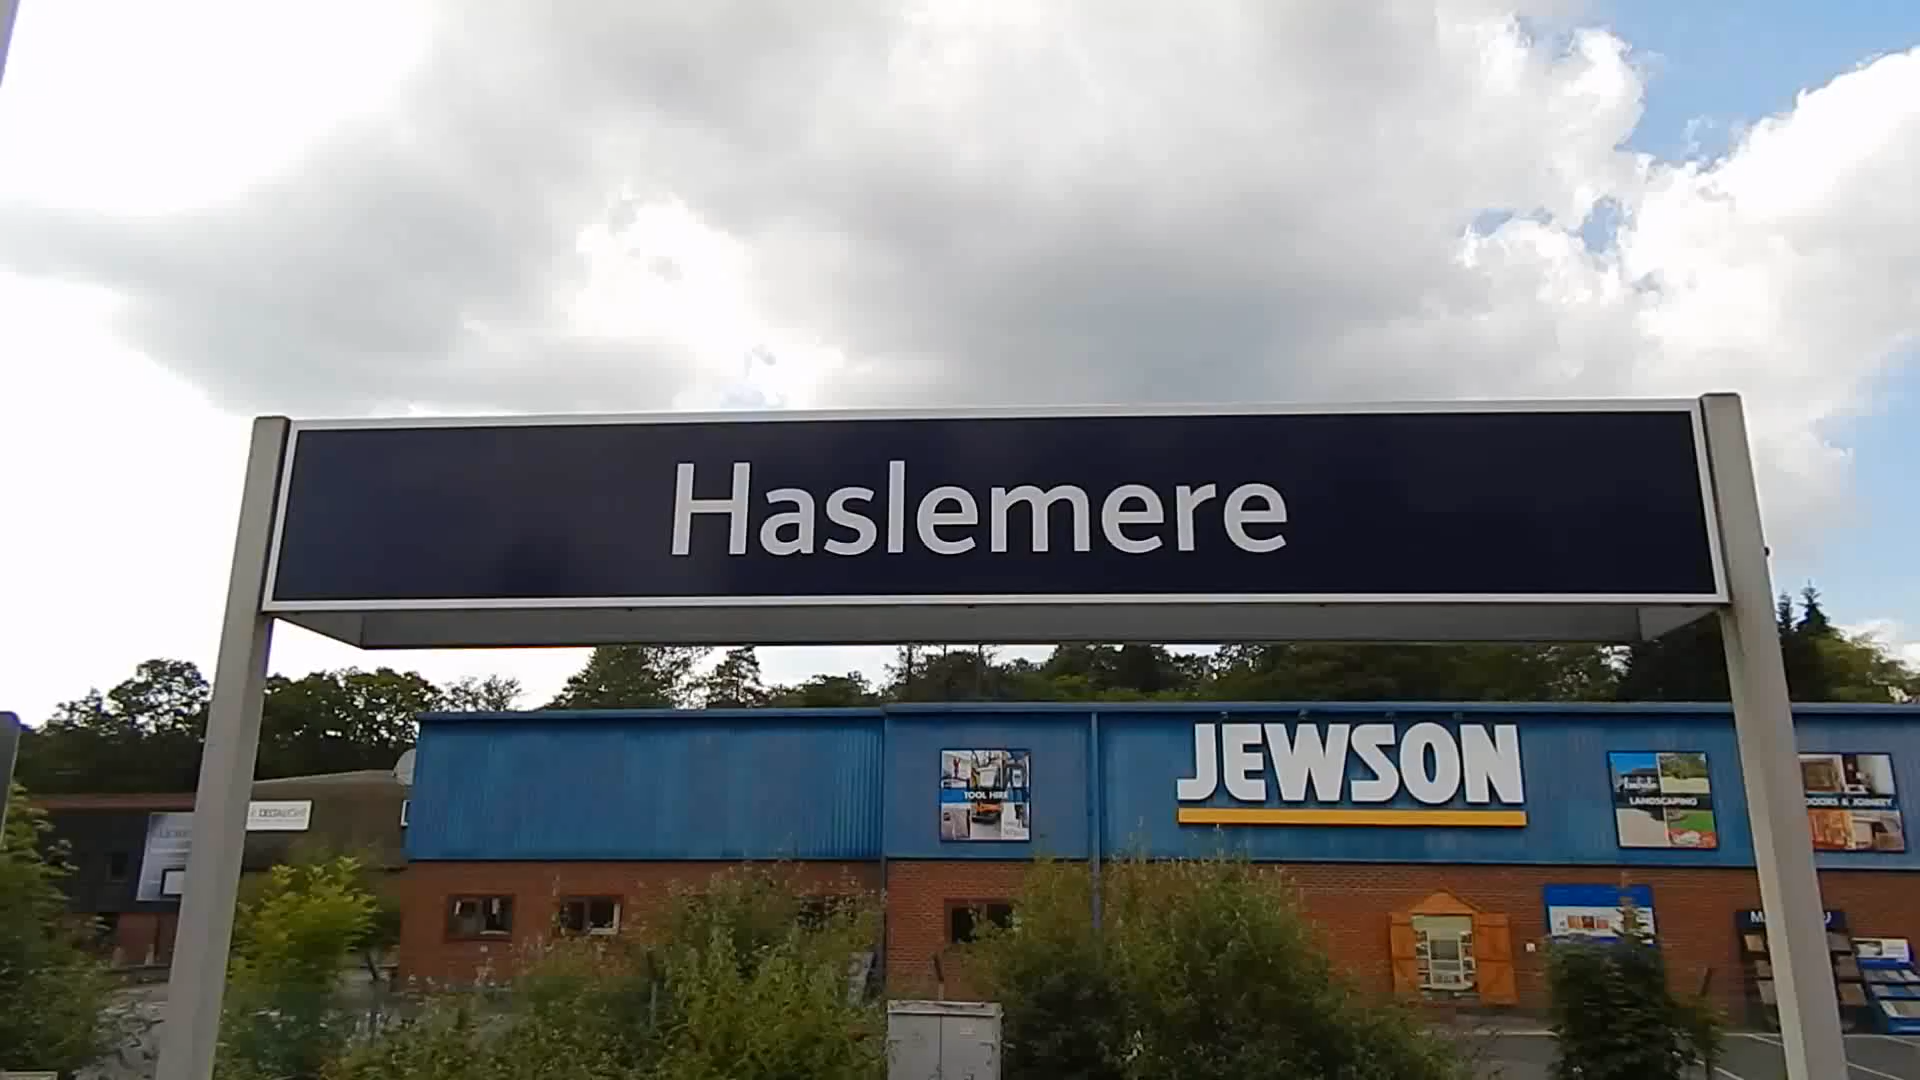 Haslemere
JEWSON
TOOL HIRE
LANDSCAPING
DOORS & JOINERY